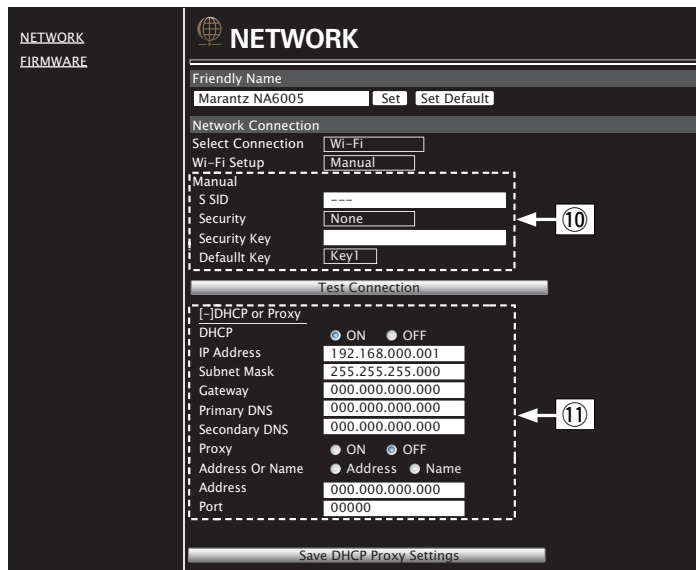 NETWORK
FIRMWARE
NETWORK
Friendly Name
Marantz NA6005 Set Set Default
Network Connection
Select Connection Wi-Fi
Wi-Fi Setup Manual
Manual
S SID ---
Security None
Security Key
Defaullt Key Key1
⑩
Test Connection
[-]DHCP or Proxy
DHCP ON OFF
IP Address 192.168.000.001
Subnet Mask 255.255.255.000
Gateway 000.000.000.000
Primary DNS 000.000.000.000
Secondary DNS 000.000.000.000
⑪
Proxy ON OFF
Address Or Name Address Name
Address 000.000.000.000
Port 00000
Save DHCP Proxy Settings